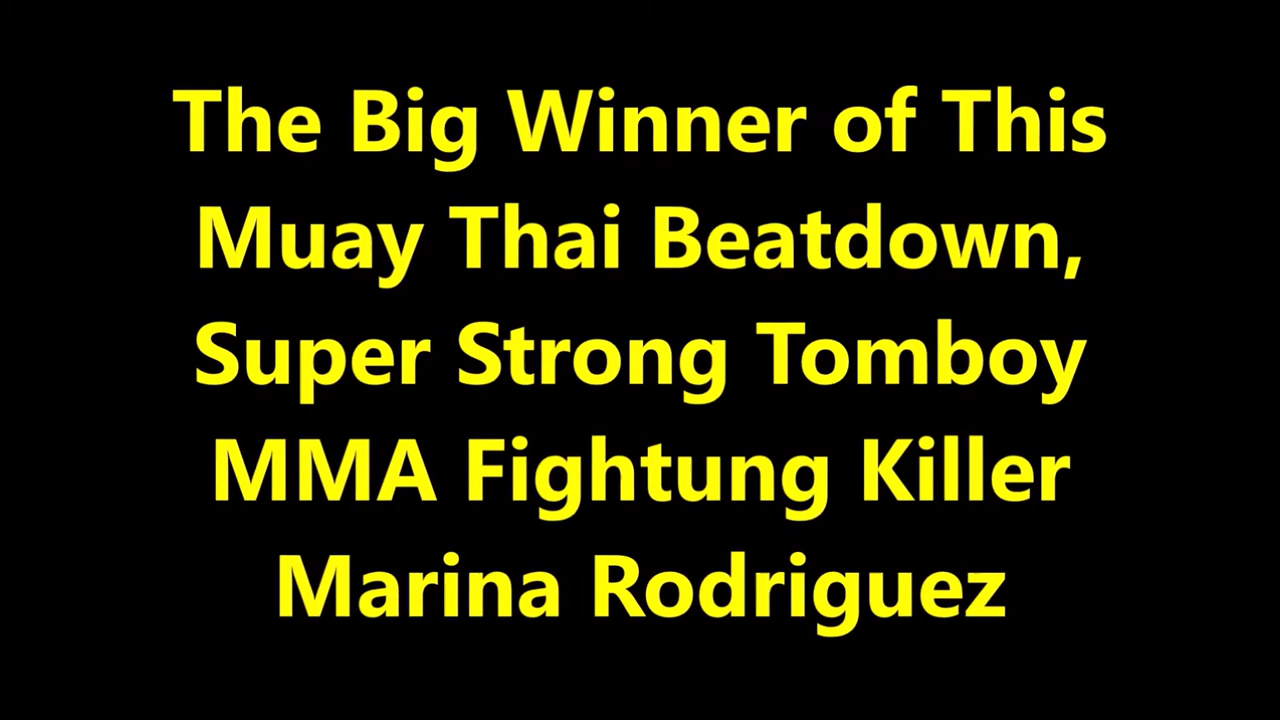 The Big Winner of This
Muay Thai Beatdown,
Super Strong Tomboy
MMA Fightung Killer
Marina Rodriguez